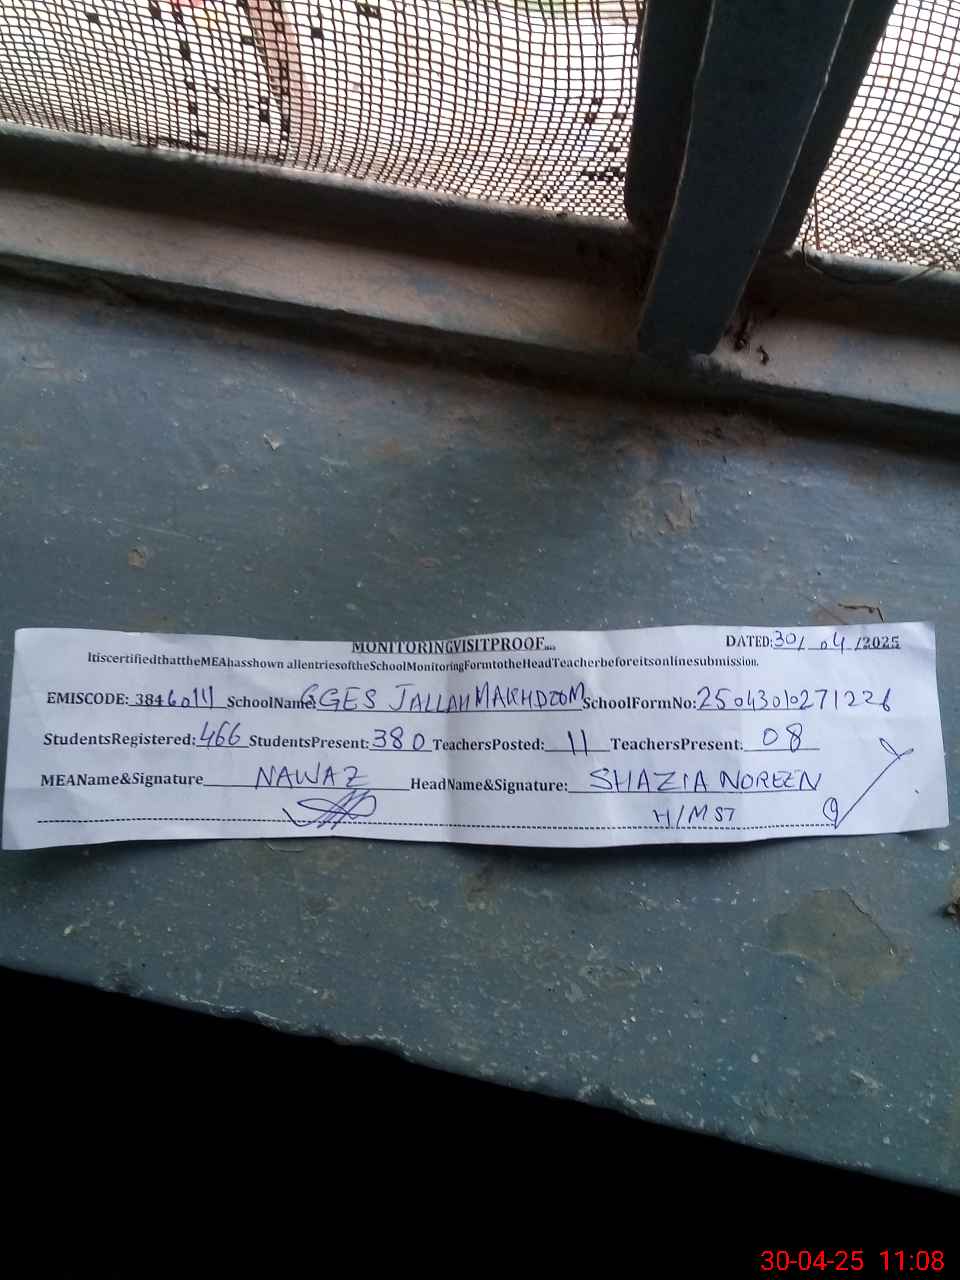 MONITORINGVISITPROOF
DATED:30/ 04 /2025
ItiscertifiedthattheMEAhasshown allentriesoftheSchoolMonitoringFormtotheHeadTeacherbeforeitsonlinesubmission.
EMISCODE: 3846014 SchoolName: GGES JALLAH MAKHDOOM SchoolFormNo: 25043010271226
StudentsRegistered: 466 StudentsPresent: 380 TeachersPosted: 11 TeachersPresent: 08
MEAName&Signature NAWAZ HeadName&Signature: SHAZIA NOREEN
H/MST
30-04-25 11:08